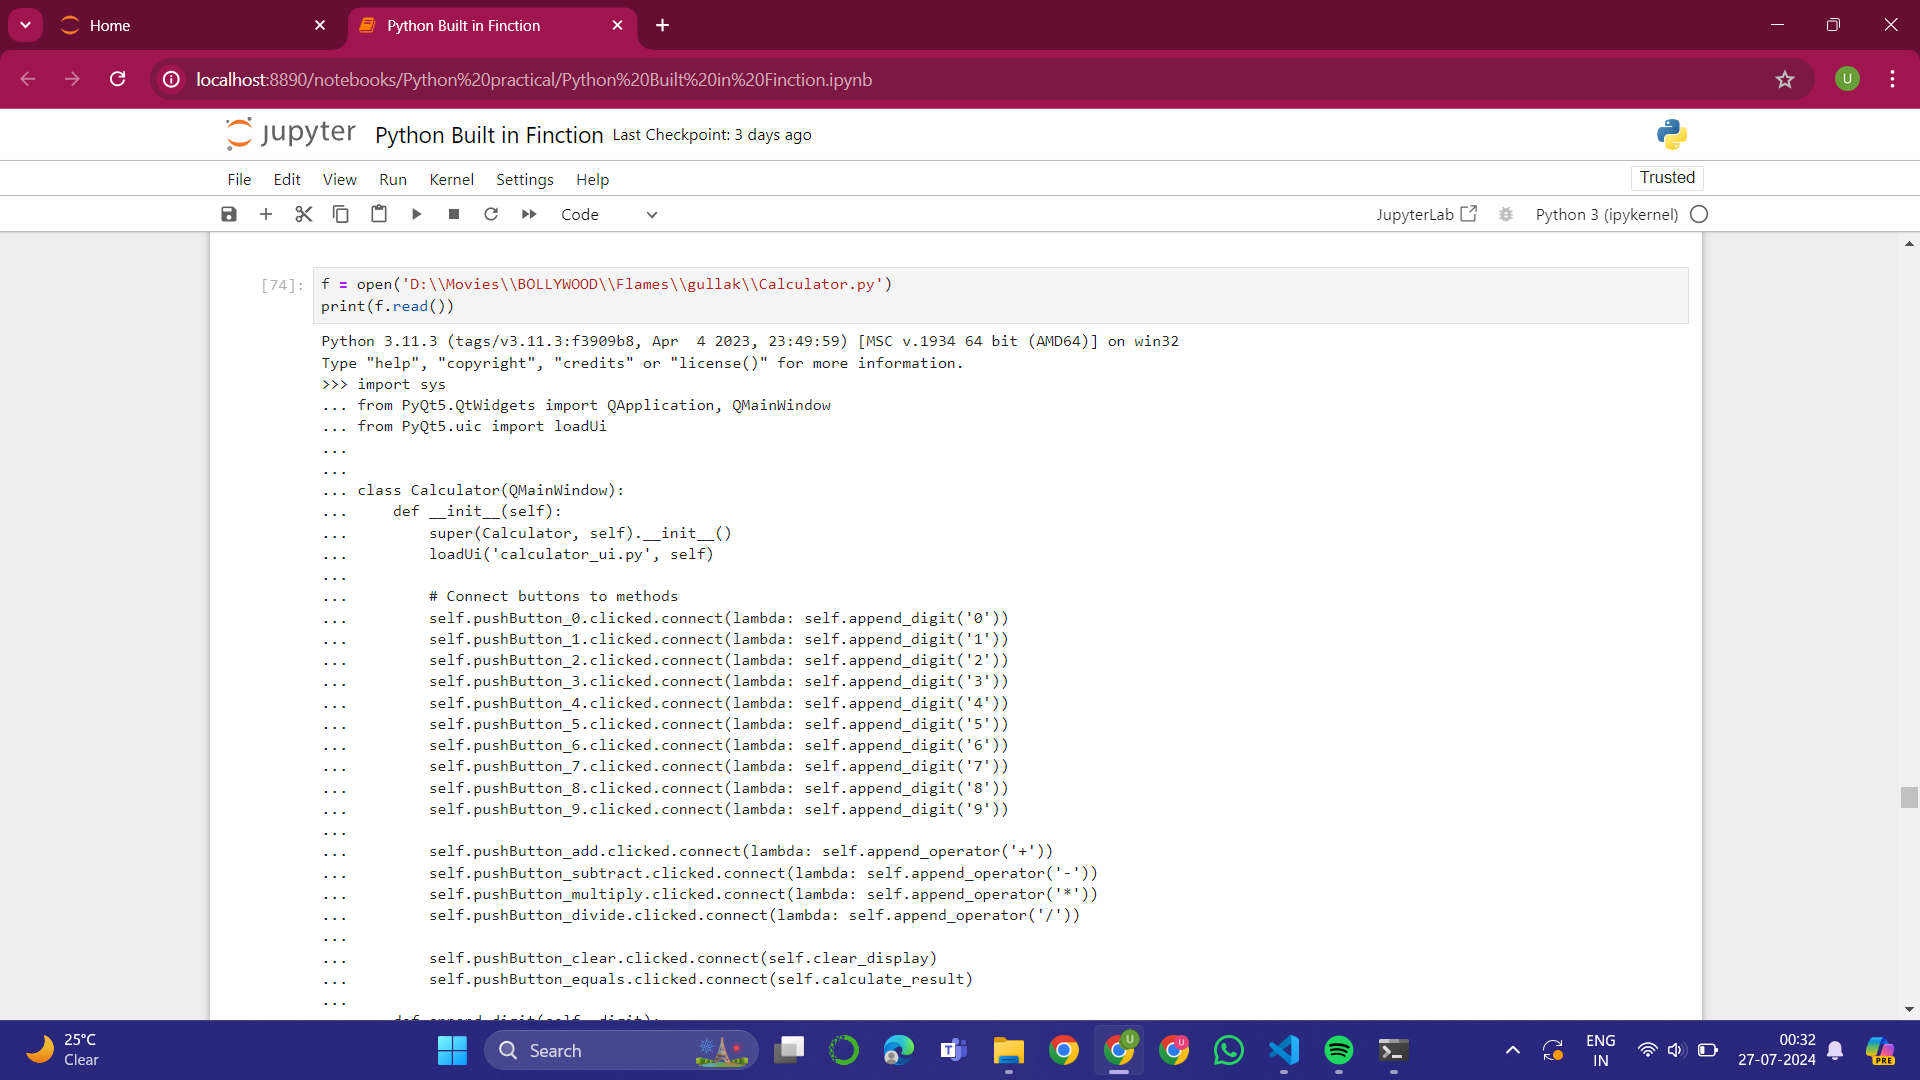 Home
Python Built in Finction
localhost:8890/notebooks/Python%20practical/Python%20Built%20in%20Finction.ipynb
U
jupyter Python Built in Finction Last Checkpoint: 3 days ago
File Edit View Run Kernel Settings Help
Trusted
Code
JupyterLab
Python 3 (ipykernel)
[74]: f = open('D:\\Movies\\BOLLYWOOD\\Flames\\gullak\\Calculator.py')
print(f.read())
Python 3.11.3 (tags/v3.11.3:f3909b8, Apr  4 2023, 23:49:59) [MSC v.1934 64 bit (AMD64)] on win32
Type "help", "copyright", "credits" or "license()" for more information.
>>> import sys
... from PyQt5.QtWidgets import QApplication, QMainWindow
... from PyQt5.uic import loadUi
...
...
... class Calculator(QMainWindow):
...     def __init__(self):
...         super(Calculator, self).__init__()
...         loadUi('calculator_ui.py', self)
...
...         # Connect buttons to methods
...         self.pushButton_0.clicked.connect(lambda: self.append_digit('0'))
...         self.pushButton_1.clicked.connect(lambda: self.append_digit('1'))
...         self.pushButton_2.clicked.connect(lambda: self.append_digit('2'))
...         self.pushButton_3.clicked.connect(lambda: self.append_digit('3'))
...         self.pushButton_4.clicked.connect(lambda: self.append_digit('4'))
...         self.pushButton_5.clicked.connect(lambda: self.append_digit('5'))
...         self.pushButton_6.clicked.connect(lambda: self.append_digit('6'))
...         self.pushButton_7.clicked.connect(lambda: self.append_digit('7'))
...         self.pushButton_8.clicked.connect(lambda: self.append_digit('8'))
...         self.pushButton_9.clicked.connect(lambda: self.append_digit('9'))
...
...         self.pushButton_add.clicked.connect(lambda: self.append_operator('+'))
...         self.pushButton_subtract.clicked.connect(lambda: self.append_operator('-'))
...         self.pushButton_multiply.clicked.connect(lambda: self.append_operator('*'))
...         self.pushButton_divide.clicked.connect(lambda: self.append_operator('/'))
...
...         self.pushButton_clear.clicked.connect(self.clear_display)
...         self.pushButton_equals.clicked.connect(self.calculate_result)
...
def append_digit(self, digit):
25°C
Clear
Search
ENG
IN
00:32
27-07-2024
PRE